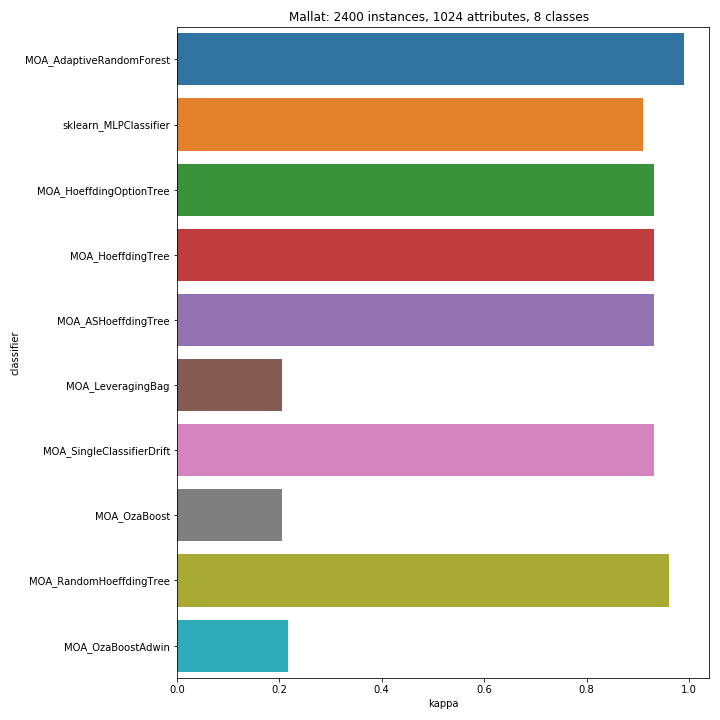 Mallat: 2400 instances, 1024 attributes, 8 classes
MOA_AdaptiveRandomForest
sklearn_MLPClassifier
MOA_HoeffdingOptionTree
MOA_HoeffdingTree
MOA_ASHoeffdingTree
MOA_LeveragingBag
MOA_SingleClassifierDrift
MOA_OzaBoost
MOA_RandomHoeffdingTree
MOA_OzaBoostAdwin
classifier
0.0 0.2 0.4 0.6 0.8 1.0
kappa